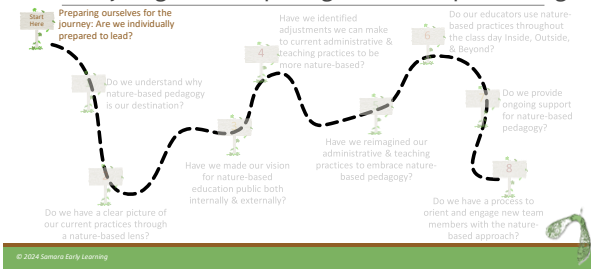 Start
Here
Preparing ourselves for the
journey: Are we individually
prepared to lead?
Do we understand why
nature-based pedagogy
is our destination?
Do we have a clear picture of
our current practices through
a nature-based lens?
Have we made our vision
for nature-based
education public both
internally & externally?
4
Have we identified
adjustments we can make
to current administrative &
teaching practices to be
more nature-based?
Have we reimagined our
administrative & teaching
practices to embrace nature-
based pedagogy?
6
Do our educators use nature-
based practices throughout
the class day Inside, Outside,
& Beyond?
Do we provide
ongoing support
for nature-based
pedagogy?
8
Do we have a process to
orient and engage new team
members with the nature-
based approach?
© 2024 Samara Early Learning